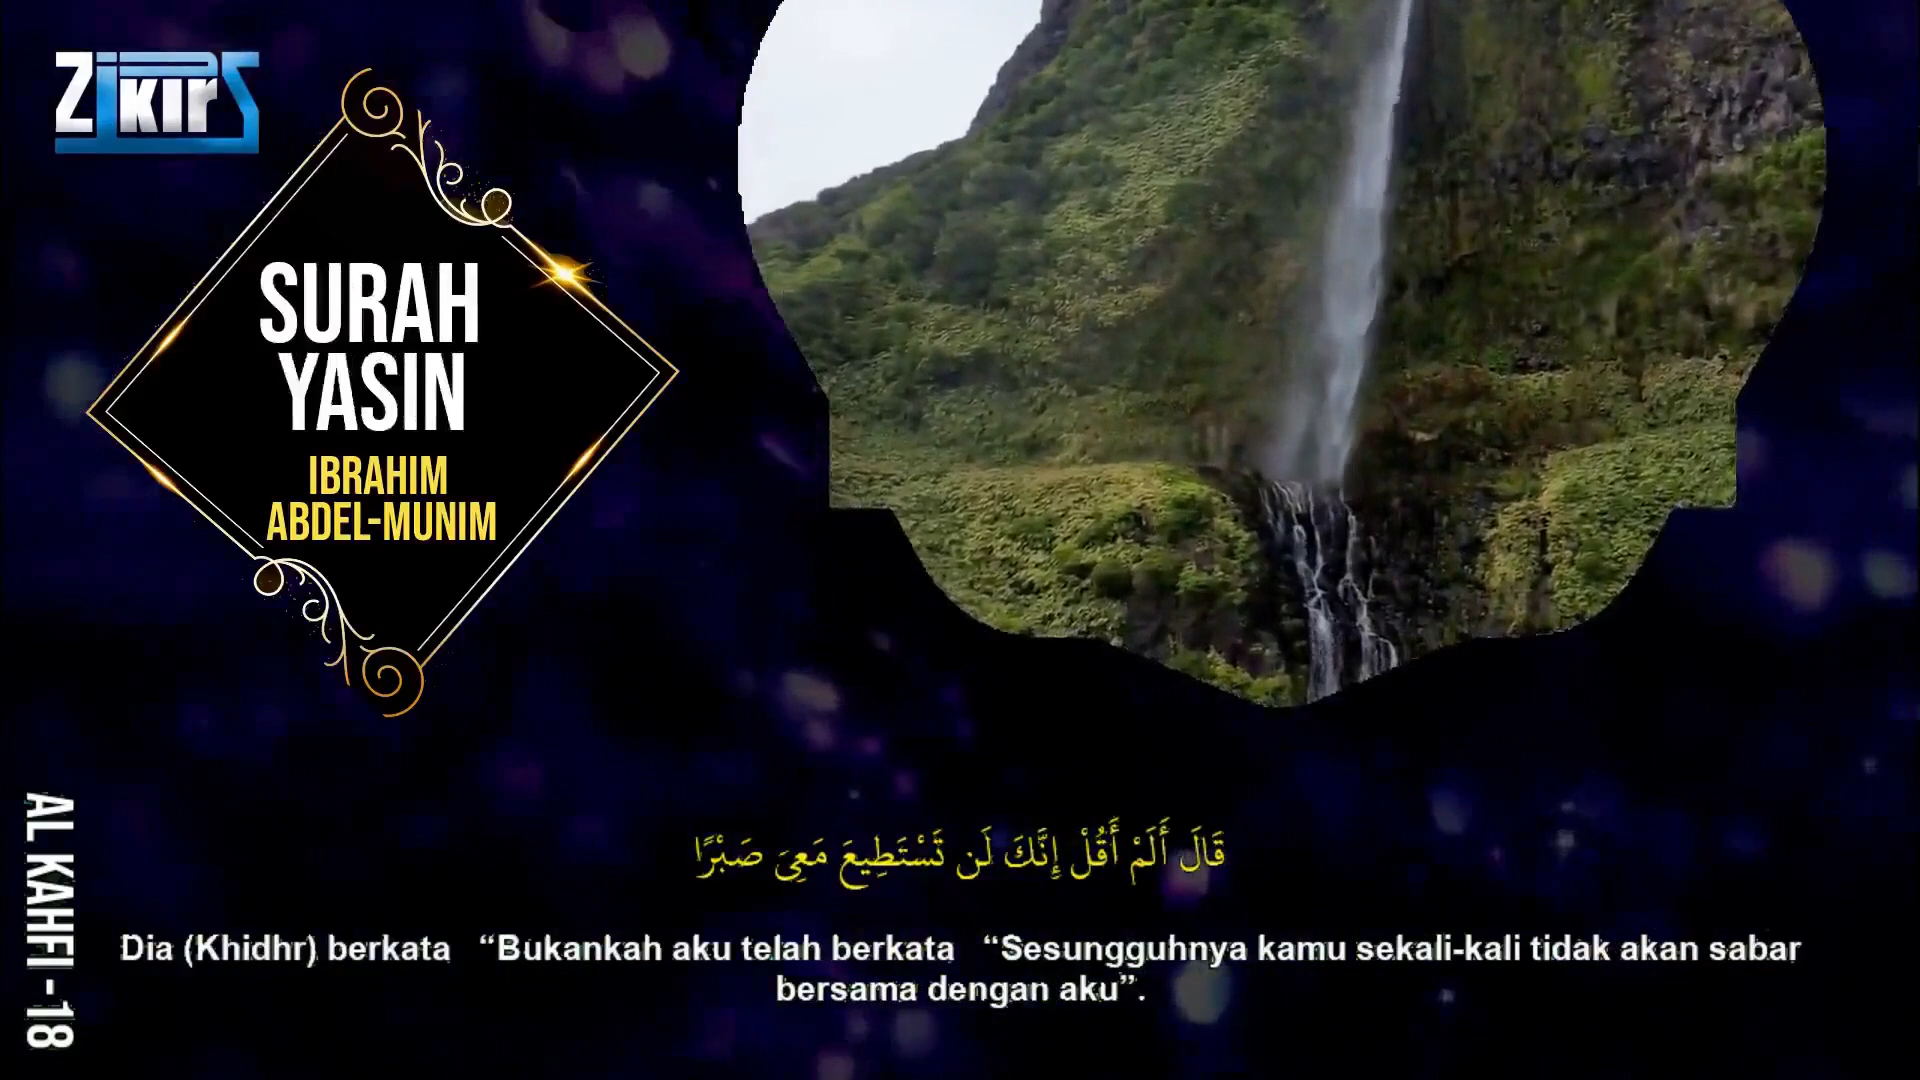 ZikirS
SURAH
YASIN
IBRAHIM
ABDEL-MUNIM
AL KAHFI - 18
قَالَ أَلَمْ أَقُلْ إِنَّكَ لَن تَسْتَطِيعَ مَعِىَ صَبْرًا
Dia (Khidhr) berkata “Bukankah aku telah berkata “Sesungguhnya kamu sekali-kali tidak akan sabar
bersama dengan aku”.